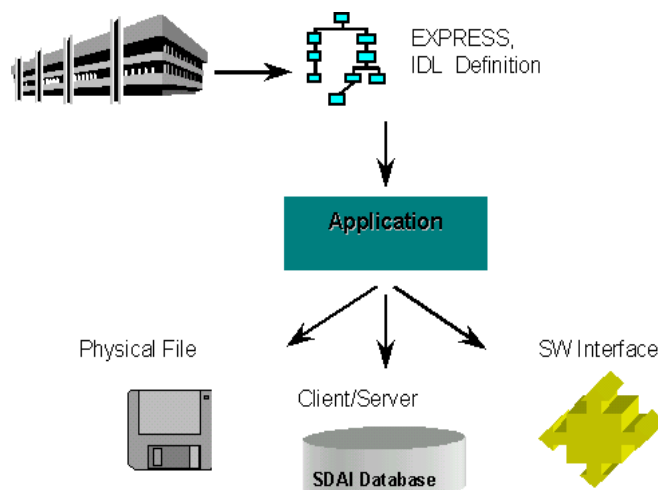 EXPRESS,
IDL Definition
Application
Physical File
SW Interface
Client/Server
SDAI Database